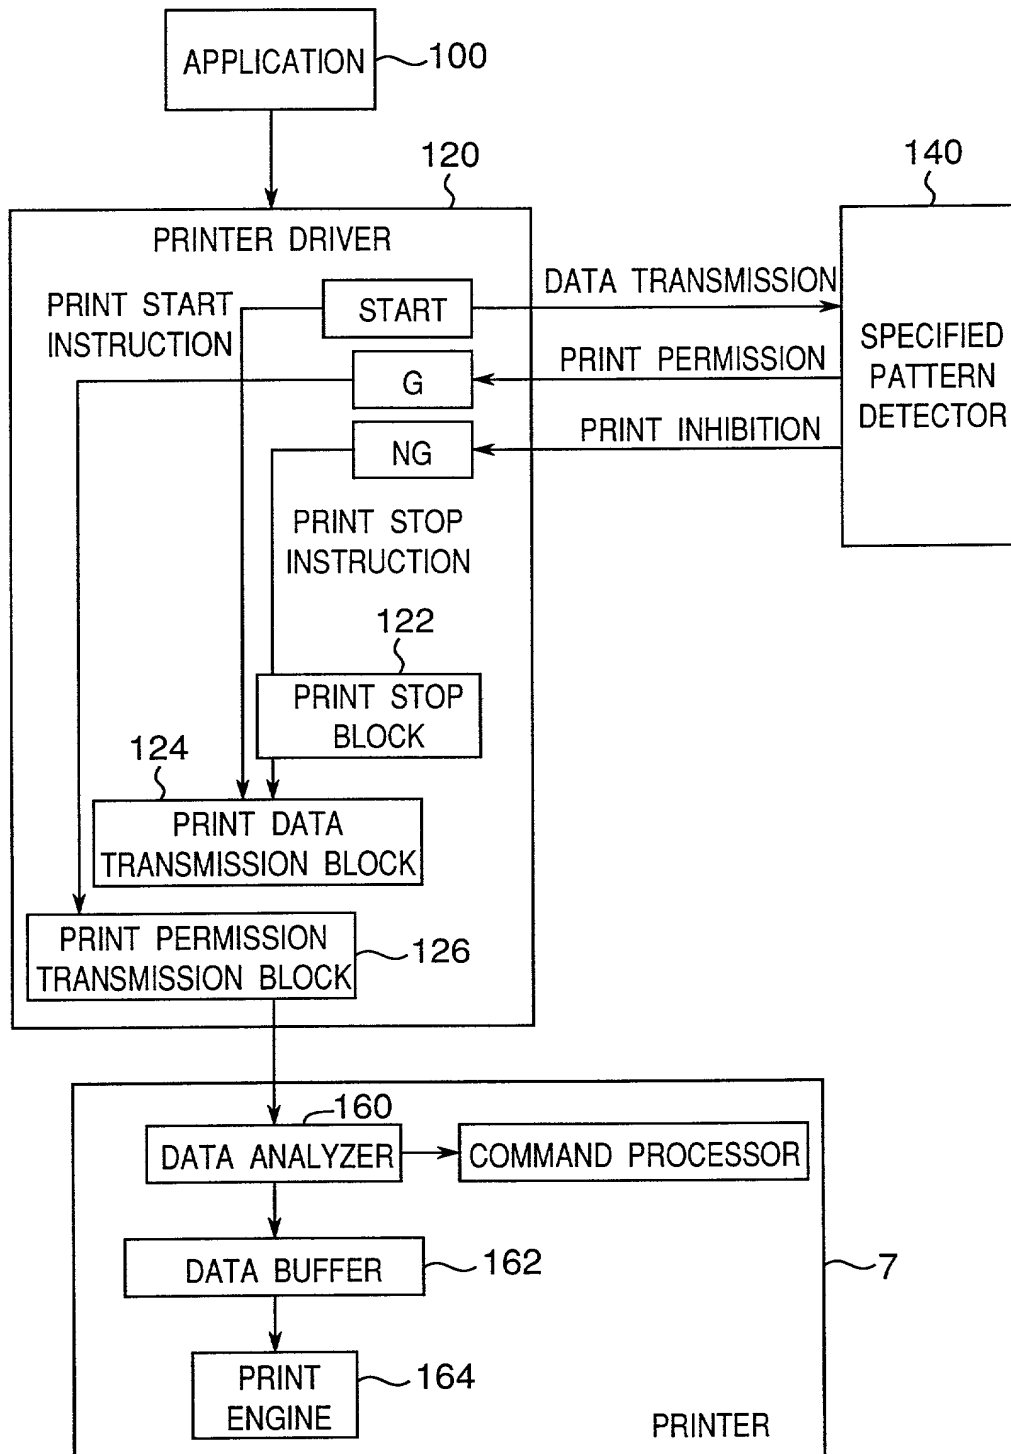 APPLICATION
100
120
140
PRINTER DRIVER
DATA TRANSMISSION
PRINT START
INSTRUCTION
START
PRINT PERMISSION
G
SPECIFIED
PATTERN
DETECTOR
PRINT INHIBITION
NG
PRINT STOP
INSTRUCTION
122
PRINT STOP
BLOCK
124
PRINT DATA
TRANSMISSION BLOCK
PRINT PERMISSION
TRANSMISSION BLOCK
126
160
DATA ANALYZER
COMMAND PROCESSOR
DATA BUFFER
162
7
PRINT
ENGINE
164
PRINTER